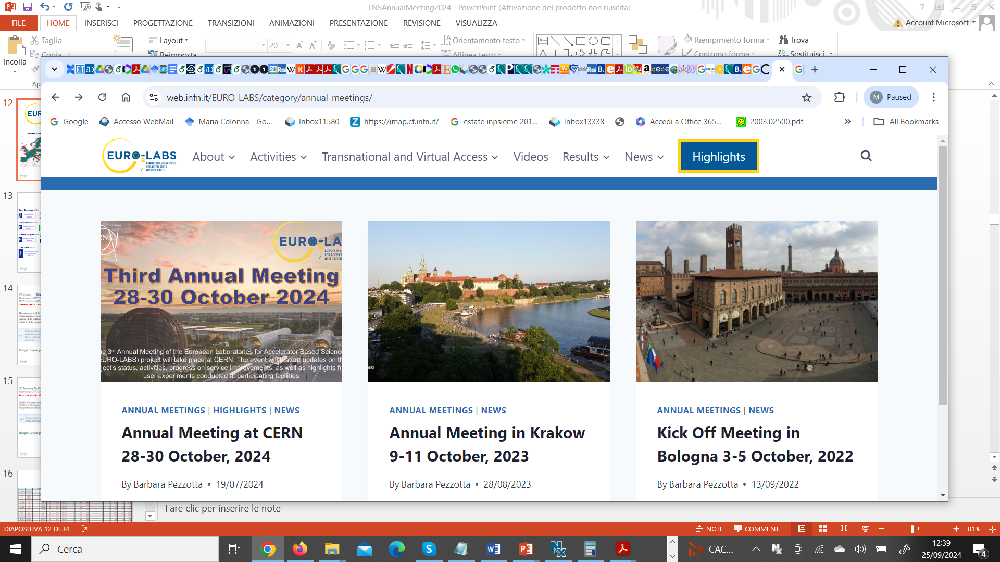 LNSAnnualMeeting2024 - PowerPoint (Attivazione del prodotto non riuscita)
FILE HOME INSERISCI PROGETTAZIONE TRANSIZIONI ANIMAZIONI PRESENTAZIONE REVISIONE VISUALIZZA Account Microsoft
Taglia Layout 20 Orientamento testo Riempimento forma Trova
Copia Reimposta Allinea testo Contorno forma Sostituisci
Incolla
12
13
14
15
16
web.infn.it/EURO-LABS/category/annual-meetings/ M Paused
Google Accesso WebMail Maria Colonna - Go... Inbox11580 https://imap.ct.infn.it/ estate inpsieme 201... Inbox13338 Accedi a Office 365... 2003.02500.pdf » All Bookmarks
EURO-LABS
EUROPEAN LABORATORIES
FOR ACCELERATOR
BASED SCIENCES
About Activities Transnational and Virtual Access Videos Results News Highlights
EURO-LA
Third Annual Meeting
28-30 October 2024
e 3rd Annual Meeting of the European Laboratories for Accelerator Based Science
EURO-LABS) project will take place at CERN. The event will feature updates on th
ject's status, activities, progress on service improvements, as well as highlights fr
user experiments conducted at participating facilities
ANNUAL MEETINGS | HIGHLIGHTS | NEWS
Annual Meeting at CERN
28-30 October, 2024
By Barbara Pezzotta • 19/07/2024
ski
ANNUAL MEETINGS | NEWS
Annual Meeting in Krakow
9-11 October, 2023
By Barbara Pezzotta • 28/08/2023
ANNUAL MEETINGS | NEWS
Kick Off Meeting in
Bologna 3-5 October, 2022
By Barbara Pezzotta • 13/09/2022
Fare clic per inserire le note
DIAPOSITIVA 12 DI 34 NOTE COMMENTI 81%
Cerca CAC... 12:39
25/09/2024 4